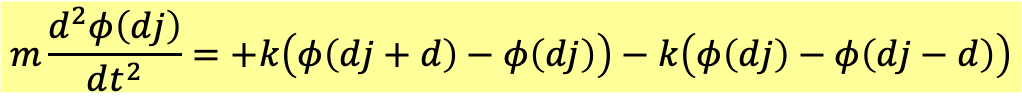 m d²ϕ(dj)/dt² = +k(ϕ(dj + d) − ϕ(dj)) − k(ϕ(dj) − ϕ(dj − d))